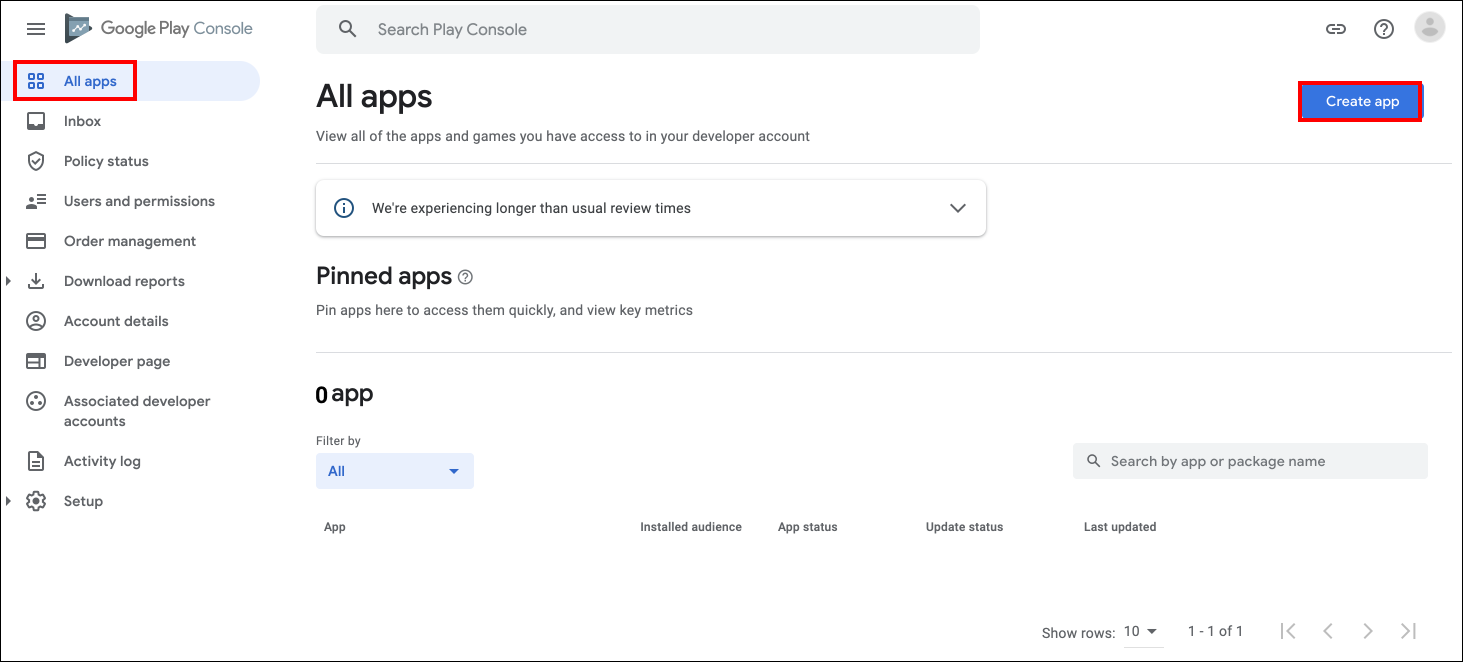 Google Play Console
Search Play Console
All apps
Inbox
Policy status
Users and permissions
Order management
Download reports
Account details
Developer page
Associated developer
accounts
Activity log
Setup
All apps
Create app
View all of the apps and games you have access to in your developer account
We're experiencing longer than usual review times
Pinned apps
Pin apps here to access them quickly, and view key metrics
0 app
Filter by
All
Search by app or package name
App Installed audience App status Update status Last updated
Show rows: 10 1 - 1 of 1